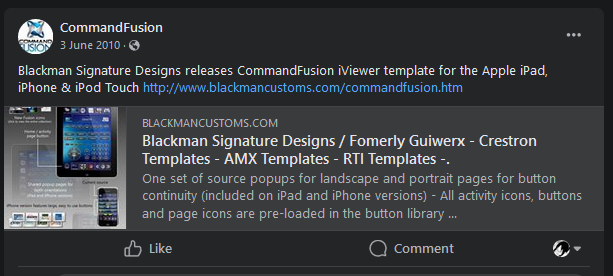 CommandFusion
3 June 2010 ·
Blackman Signature Designs releases CommandFusion iViewer template for the Apple iPad,
iPhone & iPod Touch http://www.blackmancustoms.com/commandfusion.htm
COMMAND
FUSION
New Fusion icons
Home / activity
page button
Current source
Shared popup pages for both orientations
iPhone version features large, easy to use buttons
BLACKMANCUSTOMS.COM
Blackman Signature Designs / Fomerly Guiwerx - Crestron
Templates - AMX Templates - RTI Templates -.
One set of source popups for landscape and portrait pages for button
continuity (included on iPad and iPhone versions) - All activity icons, buttons
and page icons are pre-loaded in the button library ...
Like
Comment